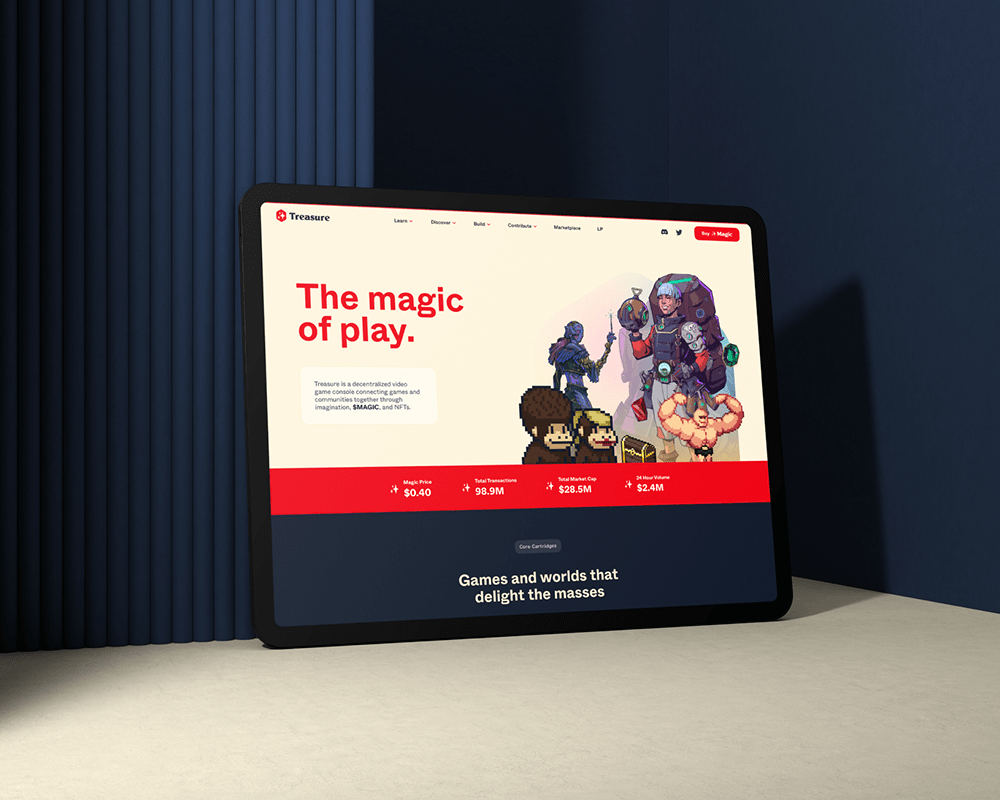 Treasure
Learn
Discover
Build
Contribute
Marketplace
LP
Buy Magic
The magic
of play.
Treasure is a decentralized video
game console connecting games and
communities together through
imagination, $MAGIC, and NFTs.
Magic Price
$0.40
Total Transactions
98.9M
Total Market Cap
$28.5M
24 Hour Volume
$2.4M
Core Cartridges
Games and worlds that
delight the masses